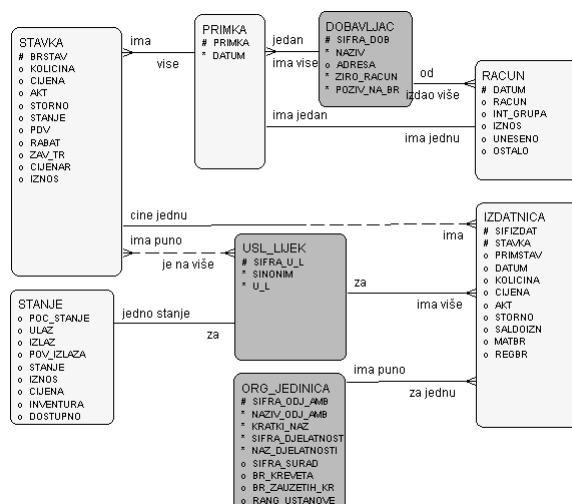 STAVKA
# BRSTAV
o KOLICINA
o CIJENA
o AKT
o STORNO
o STANJE
o PDV
o RABAT
o ZAV_TR
o CIJENAR
o IZNOS
ima
vise
PRIMKA
# PRIMKA
* DATUM
jedan
ima vise
DOBAVLJAC
# SIFRA_DOB
* NAZIV
o ADRESA
* ZIRO_RACUN
* POZIV_NA_BR
od
izdao više
RACUN
# DATUM
o RACUN
o INT_GRUPA
o IZNOS
o UNESENO
o OSTALO
ima jedan
ima jednu
cine jednu
ima
ima puno
je na više
USL_LIJEK
# SIFRA_U_L
* SINONIM
* U_L
za
ima više
IZDATNICA
# SIFIZDAT
# STAVKA
o PRIMSTAV
o DATUM
o KOLICINA
o CIJENA
o AKT
o STORNO
o SALDOIZN
o MATBR
o REGBR
STANJE
o POC_STANJE
o ULAZ
o IZLAZ
o POV_IZLAZA
o STANJE
o IZNOS
o CIJENA
o INVENTURA
o DOSTUPNO
jedno stanje
za
ima puno
za jednu
ORG_JEDINICA
# SIFRA_ODJ_AMB
* NAZIV_ODJ_AMB
* KRATKI_NAZ
* SIFRA_DJELATNOST
* NAZ_DJELATNOSTI
o SIFRA_SURAD
o BR_KREVETA
o BR_ZAUZETIH_KR
o RANG_USTANOVE